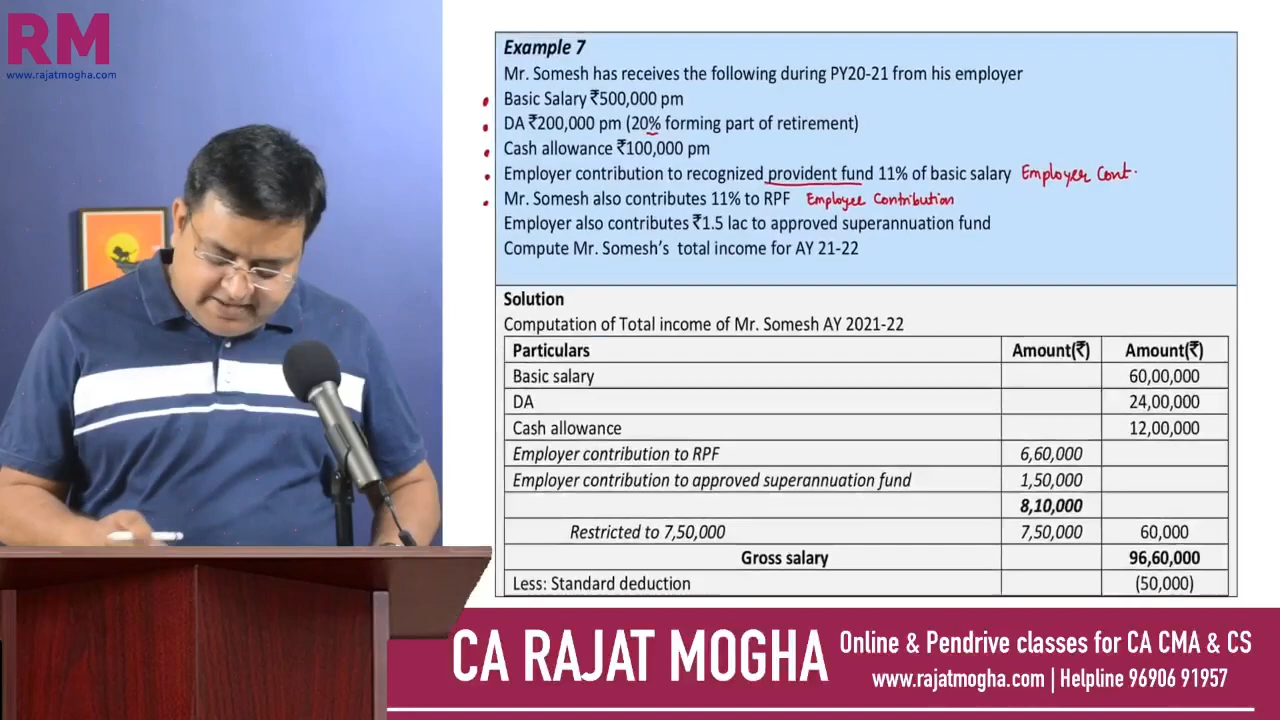 RM
www.rajatmogha.com
Example 7
Mr. Somesh has receives the following during PY20-21 from his employer
Basic Salary ₹500,000 pm
DA ₹200,000 pm (20% forming part of retirement)
Cash allowance ₹100,000 pm
Employer contribution to recognized provident fund 11% of basic salary Employer Cont.
Mr. Somesh also contributes 11% to RPF Employee Contribution
Employer also contributes ₹1.5 lac to approved superannuation fund
Compute Mr. Somesh's total income for AY 21-22
Solution
Computation of Total income of Mr. Somesh AY 2021-22
Particulars Amount(₹) Amount(₹)
Basic salary 60,00,000
DA 24,00,000
Cash allowance 12,00,000
Employer contribution to RPF 6,60,000
Employer contribution to approved superannuation fund 1,50,000
8,10,000
Restricted to 7,50,000 7,50,000 60,000
Gross salary 96,60,000
Less: Standard deduction (50,000)
CA RAJAT MOGHA
Online & Pendrive classes for CA CMA & CS
www.rajatmogha.com | Helpline 96906 91957